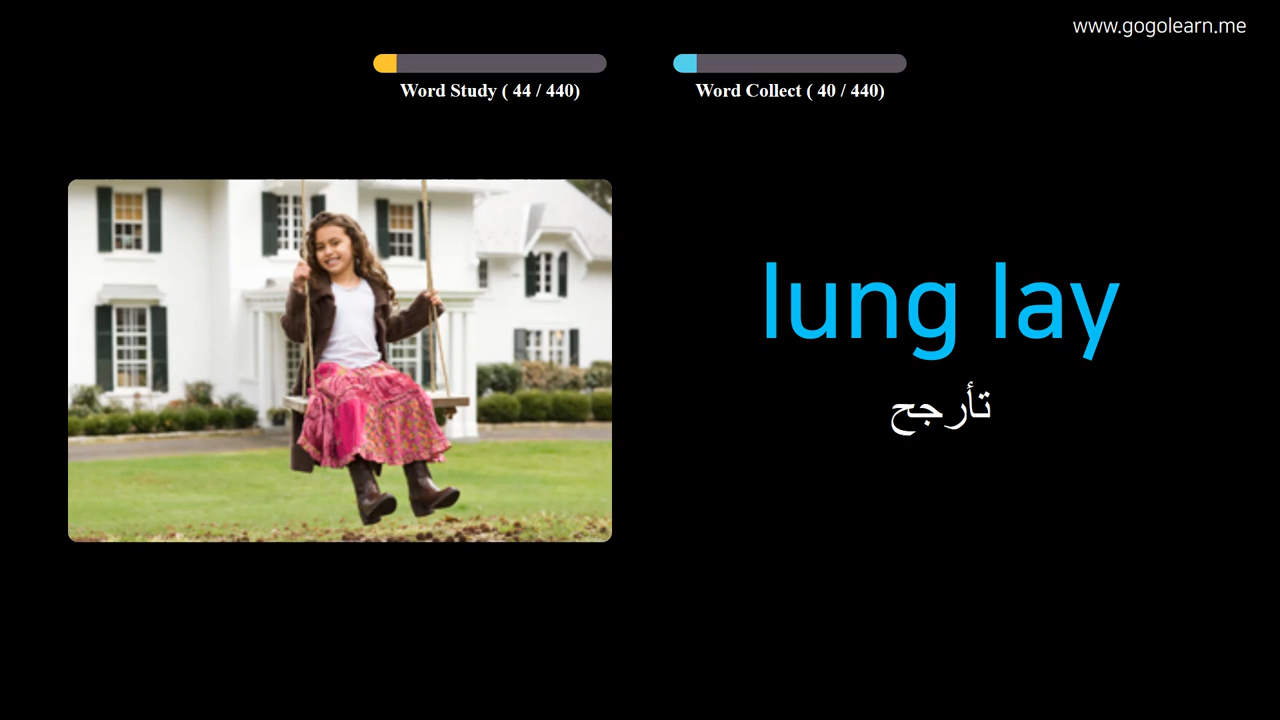 www.gogolearn.me
Word Study ( 44 / 440)
Word Collect ( 40 / 440)
lung lay
تأرجح